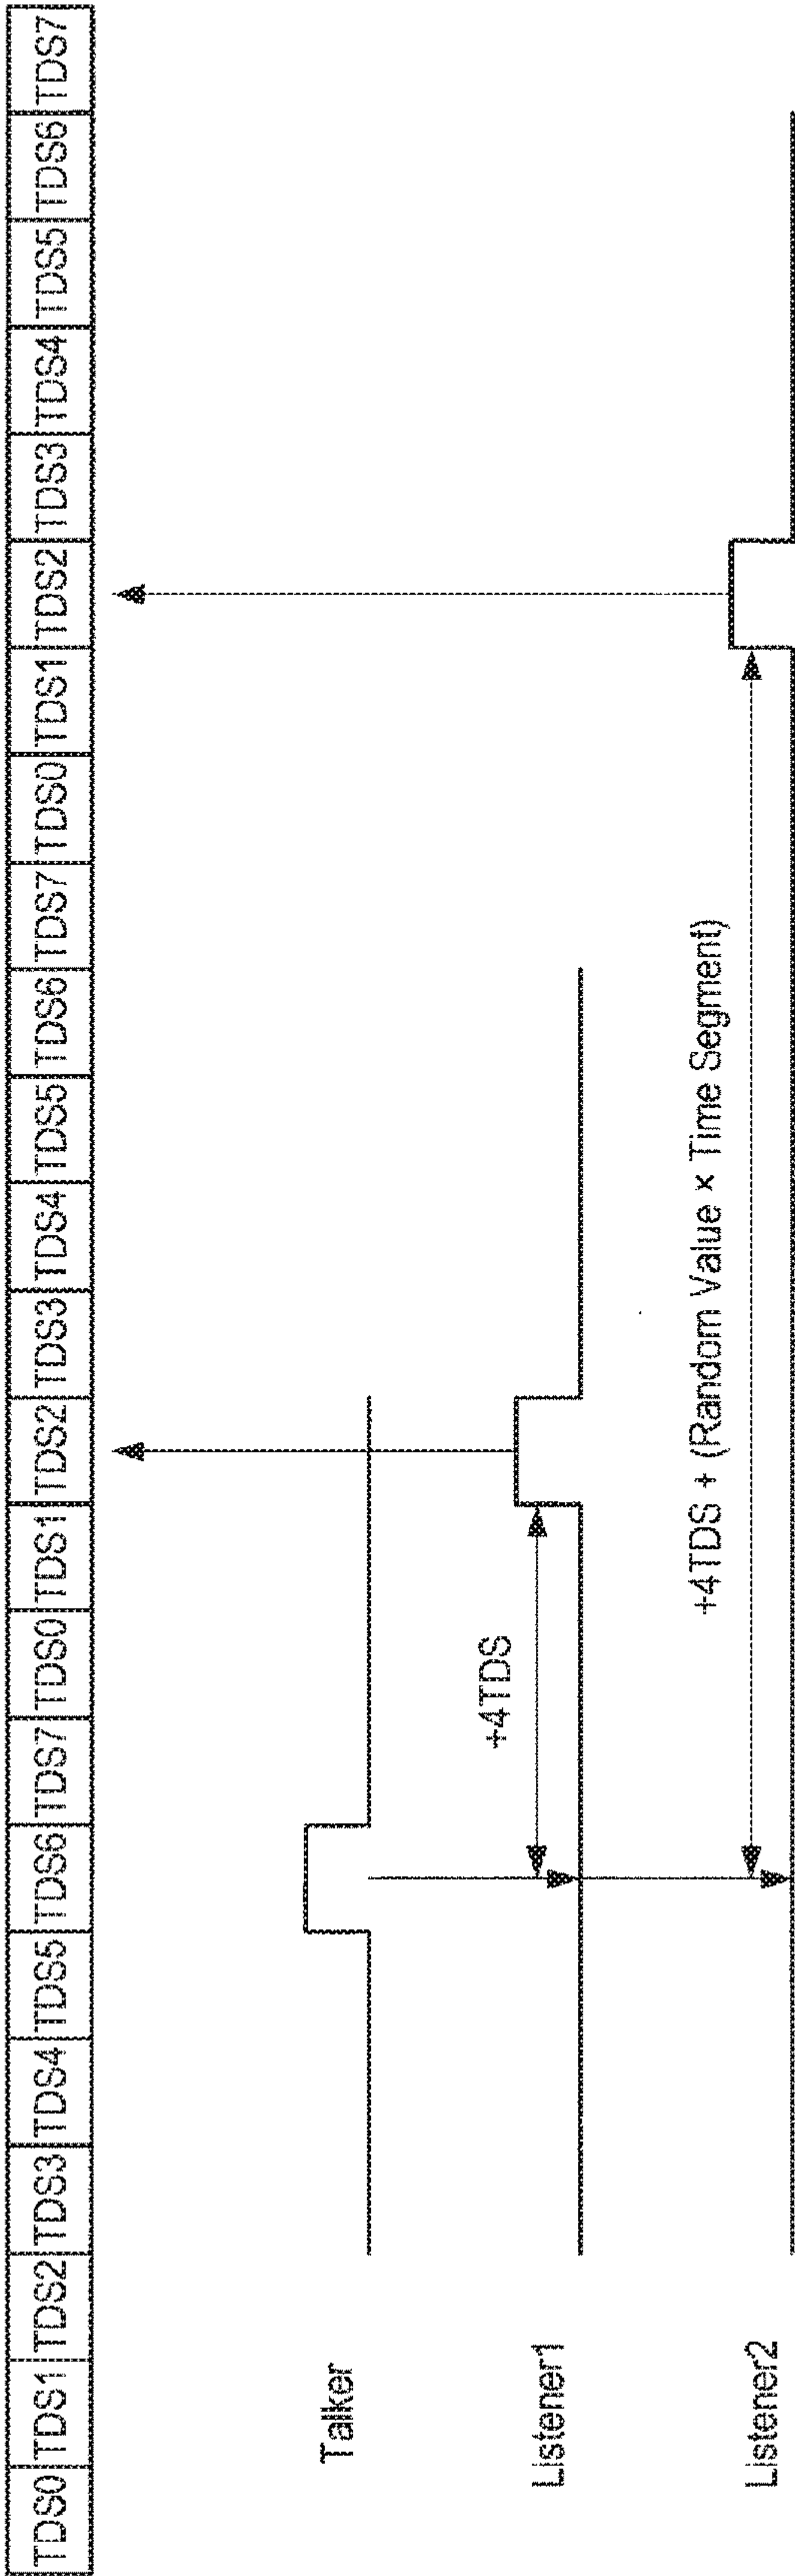 TDS0 TDS1 TDS2 TDS3 TDS4 TDS5 TDS6 TDS7 TDS0 TDS1 TDS2 TDS3 TDS4 TDS5 TDS6 TDS7 TDS0 TDS1 TDS2 TDS3 TDS4 TDS5 TDS6 TDS7
Talker
+4TDS
Listener1
+4TDS + (Random Value × Time Segment)
Listener2